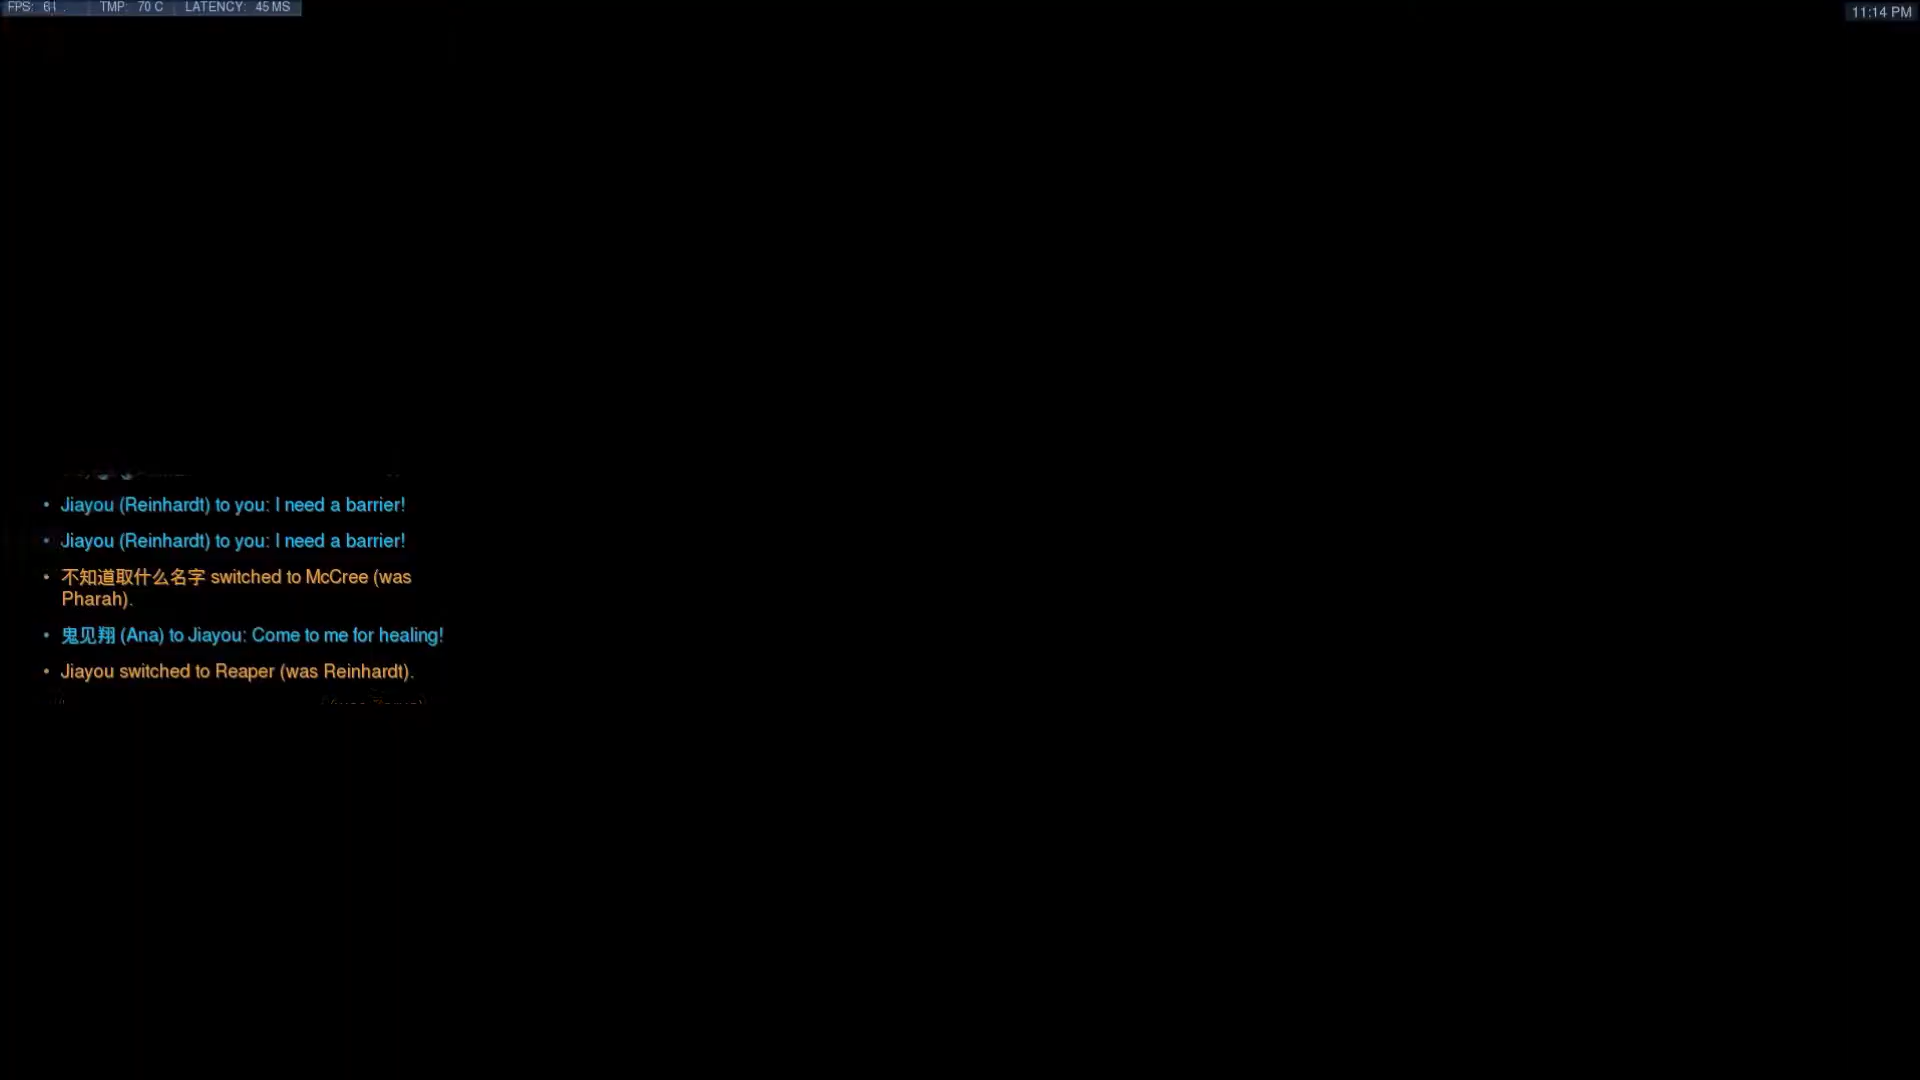 FPS: 61 TMP: 70 C LATENCY: 45 MS
11:14 PM
• Jiayou (Reinhardt) to you: I need a barrier!
• Jiayou (Reinhardt) to you: I need a barrier!
• 不知道取什么名字 switched to McCree (was
Pharah).
• 鬼见翔 (Ana) to Jiayou: Come to me for healing!
• Jiayou switched to Reaper (was Reinhardt).